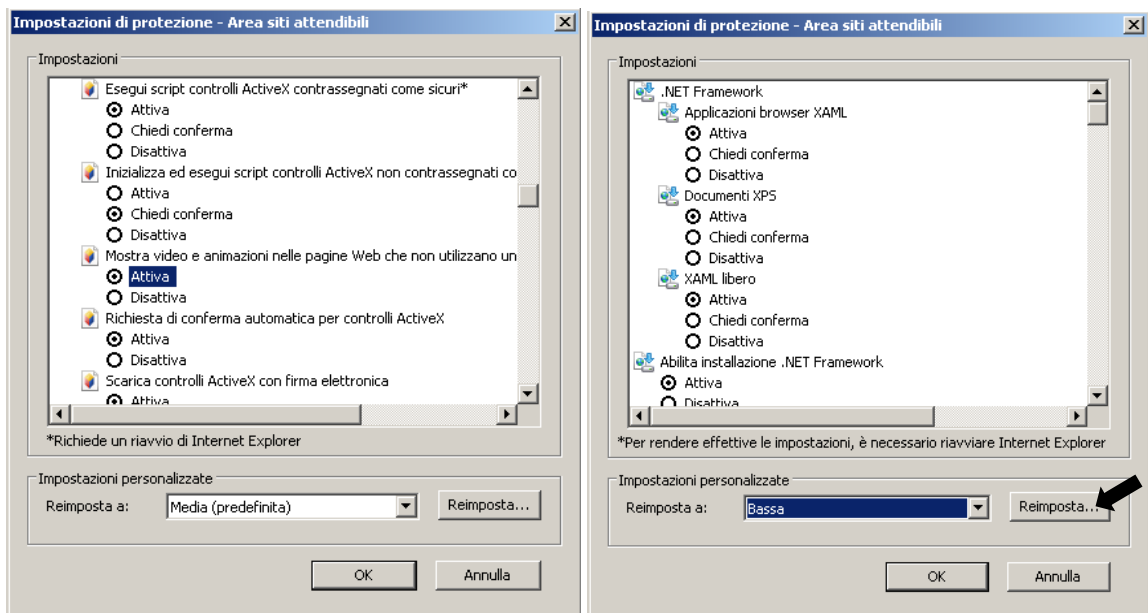 Impostazioni di protezione - Area siti attendibili
Impostazioni
Esegui script controlli ActiveX contrassegnati come sicuri*
Attiva
Chiedi conferma
Disattiva
Inizializza ed esegui script controlli ActiveX non contrassegnati co
Attiva
Chiedi conferma
Disattiva
Mostra video e animazioni nelle pagine Web che non utilizzano un
Attiva
Disattiva
Richiesta di conferma automatica per controlli ActiveX
Attiva
Disattiva
Scarica controlli ActiveX con firma elettronica
Attiva
*Richiede un riavvio di Internet Explorer
Impostazioni personalizzate
Reimposta a: Media (predefinita) Reimposta...
OK Annulla
Impostazioni di protezione - Area siti attendibili
Impostazioni
.NET Framework
Applicazioni browser XAML
Attiva
Chiedi conferma
Disattiva
Documenti XPS
Attiva
Chiedi conferma
Disattiva
XAML libero
Attiva
Chiedi conferma
Disattiva
Abilita installazione .NET Framework
Attiva
Disattiva
*Per rendere effettive le impostazioni, è necessario riavviare Internet Explorer
Impostazioni personalizzate
Reimposta a: Bassa Reimposta...
OK Annulla